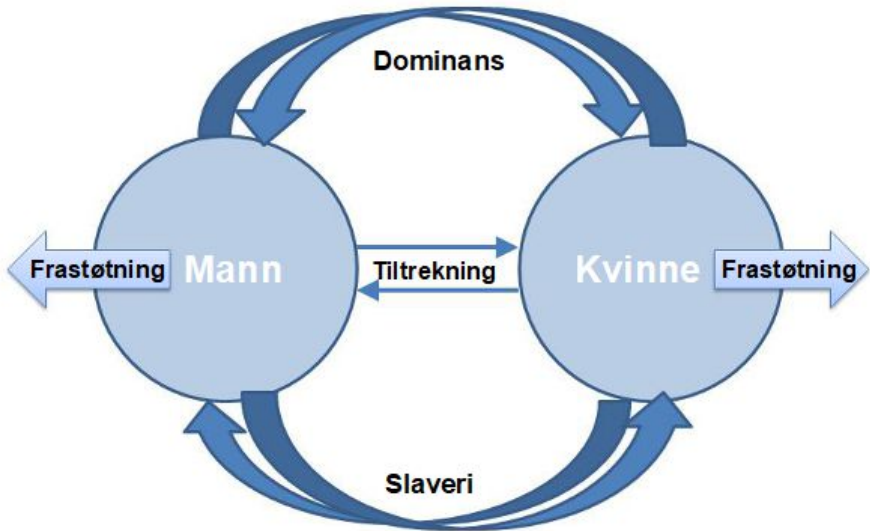 Dominans
Frastøtning
Mann
Tiltrekning
Kvinne
Frastøtning
Slaveri